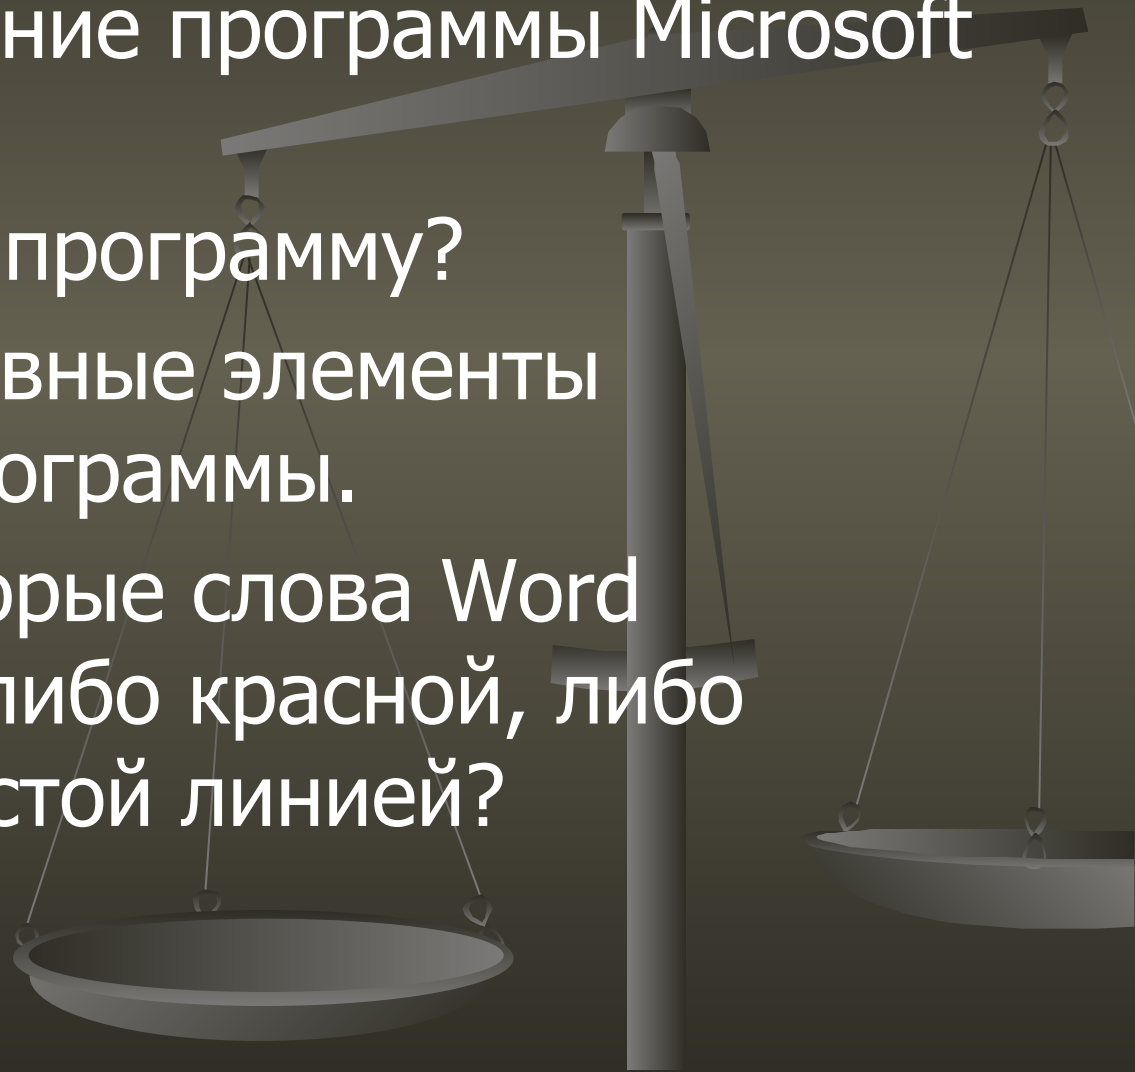 ние программы Microsoft
программу?
вные элементы
ограммы.
орые слова Word
либо красной, либо
стой линией?